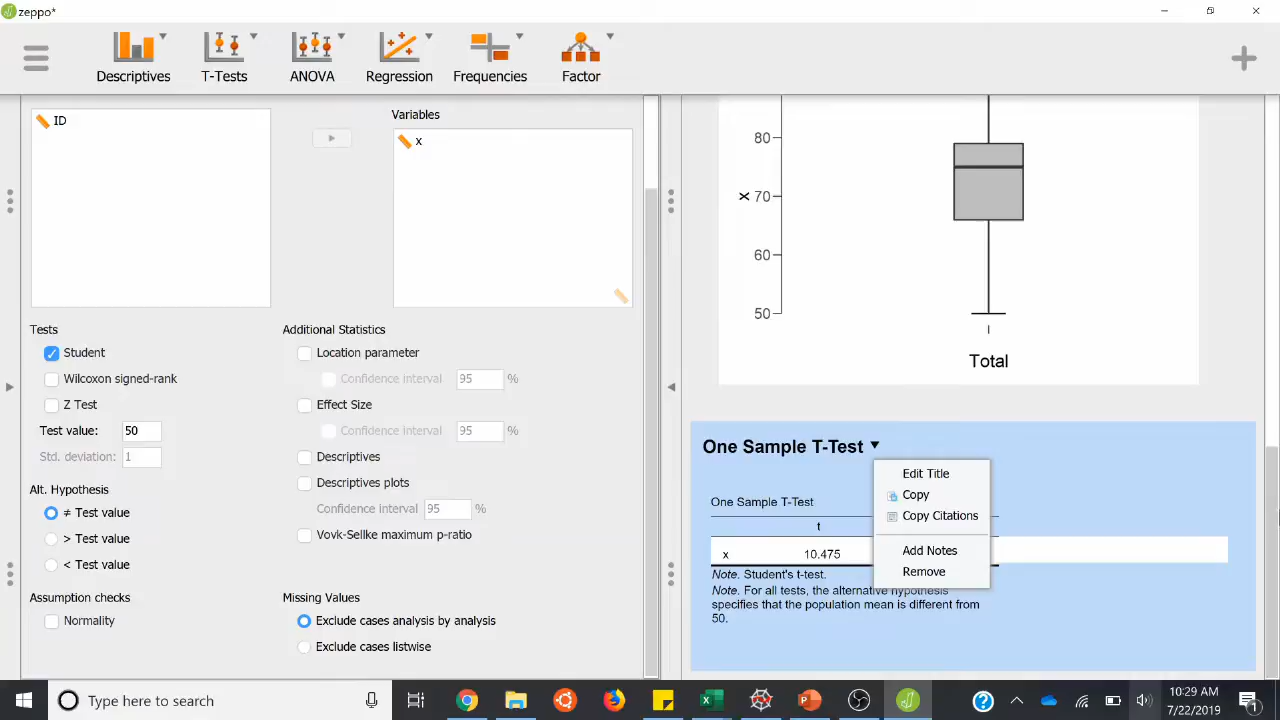 zeppo*
Descriptives
T-Tests
ANOVA
Regression
Frequencies
Factor
ID
Variables
x
Tests
Student
Wilcoxon signed-rank
Z Test
Test value: 50
Std. deviation: 1
Alt. Hypothesis
≠ Test value
> Test value
< Test value
Assumption checks
Normality
Additional Statistics
Location parameter
Confidence interval 95 %
Effect Size
Confidence interval 95 %
Descriptives
Descriptives plots
Confidence interval 95 %
Vovk-Sellke maximum p-ratio
Missing Values
Exclude cases analysis by analysis
Exclude cases listwise
80
x 70
60
50
Total
One Sample T-Test
Edit Title
Copy
Copy Citations
Add Notes
Remove
One Sample T-Test
t
x 10.475
Note. Student's t-test.
Note. For all tests, the alternative hypothesis
specifies that the population mean is different from
50.
Type here to search
10:29 AM
7/22/2019
1